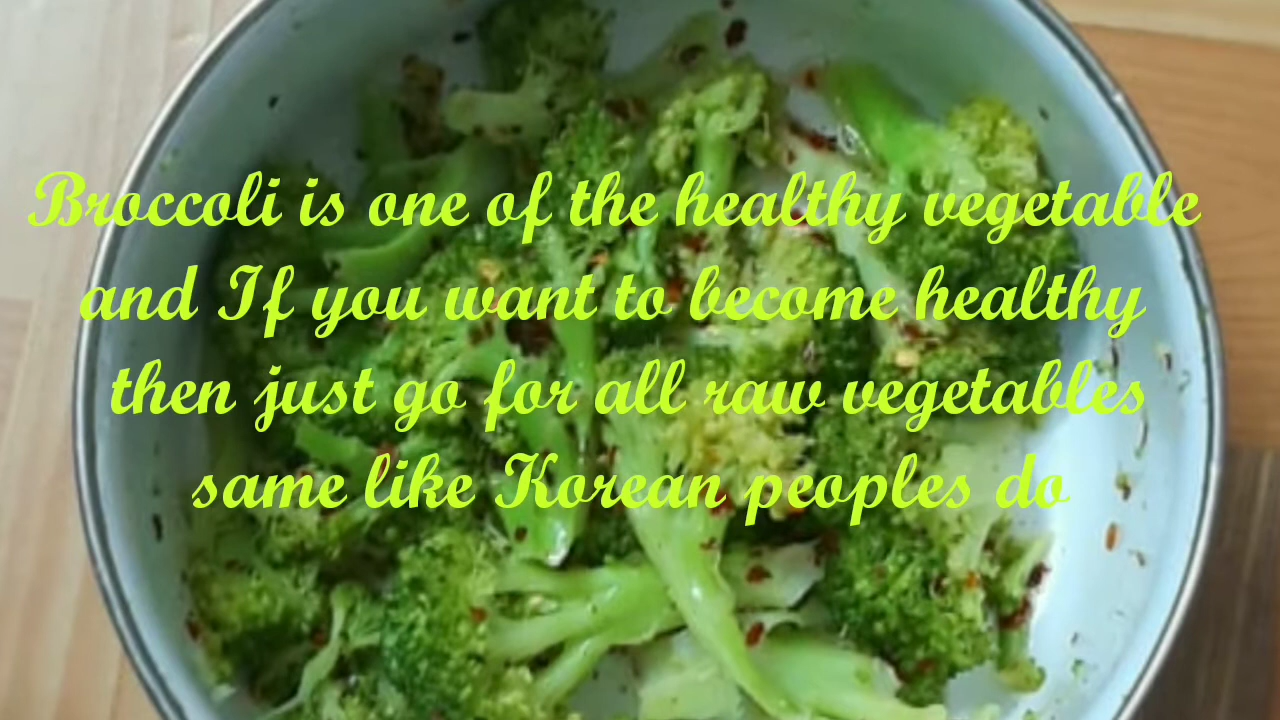 Broccoli is one of the healthy vegetable
and If you want to become healthy
then just go for all raw vegetables
same like Korean peoples do